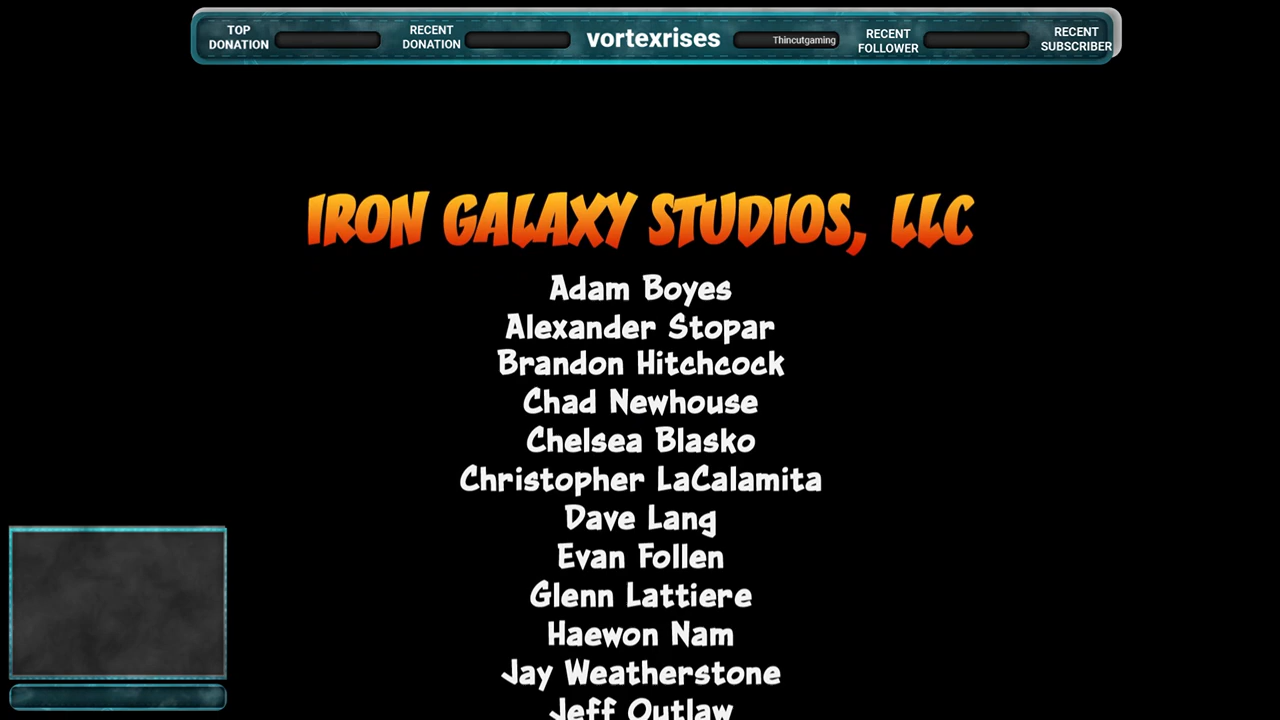 TOP
DONATION
RECENT
DONATION
vortexrises
Thincutgaming
RECENT
FOLLOWER
RECENT
SUBSCRIBER
IRON GALAXY STUDIOS, LLC
Adam Boyes
Alexander Stopar
Brandon Hitchcock
Chad Newhouse
Chelsea Blasko
Christopher LaCalamita
Dave Lang
Evan Follen
Glenn Lattiere
Haewon Nam
Jay Weatherstone
Jeff Outlaw